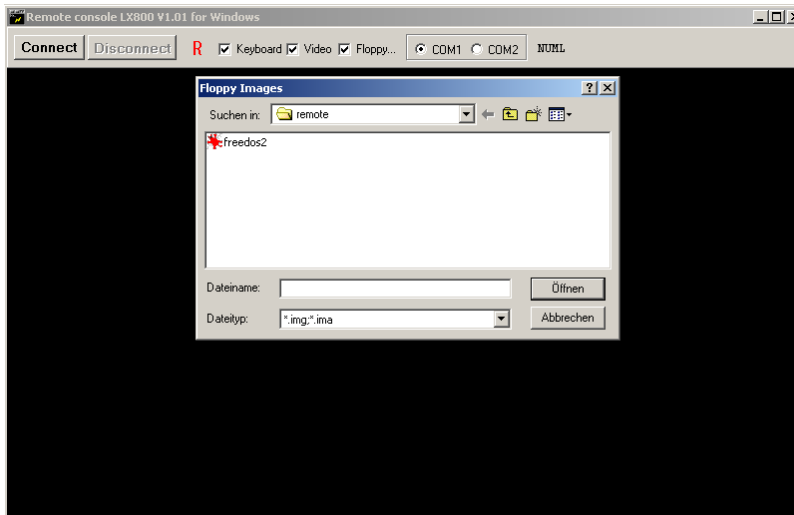 Remote console LX800 V1.01 for Windows
Connect Disconnect R Keyboard Video Floppy... COM1 COM2 NUML
Floppy Images
Suchen in: remote
freedos2
Dateiname: Öffnen
Dateityp: *.img;*.ima Abbrechen